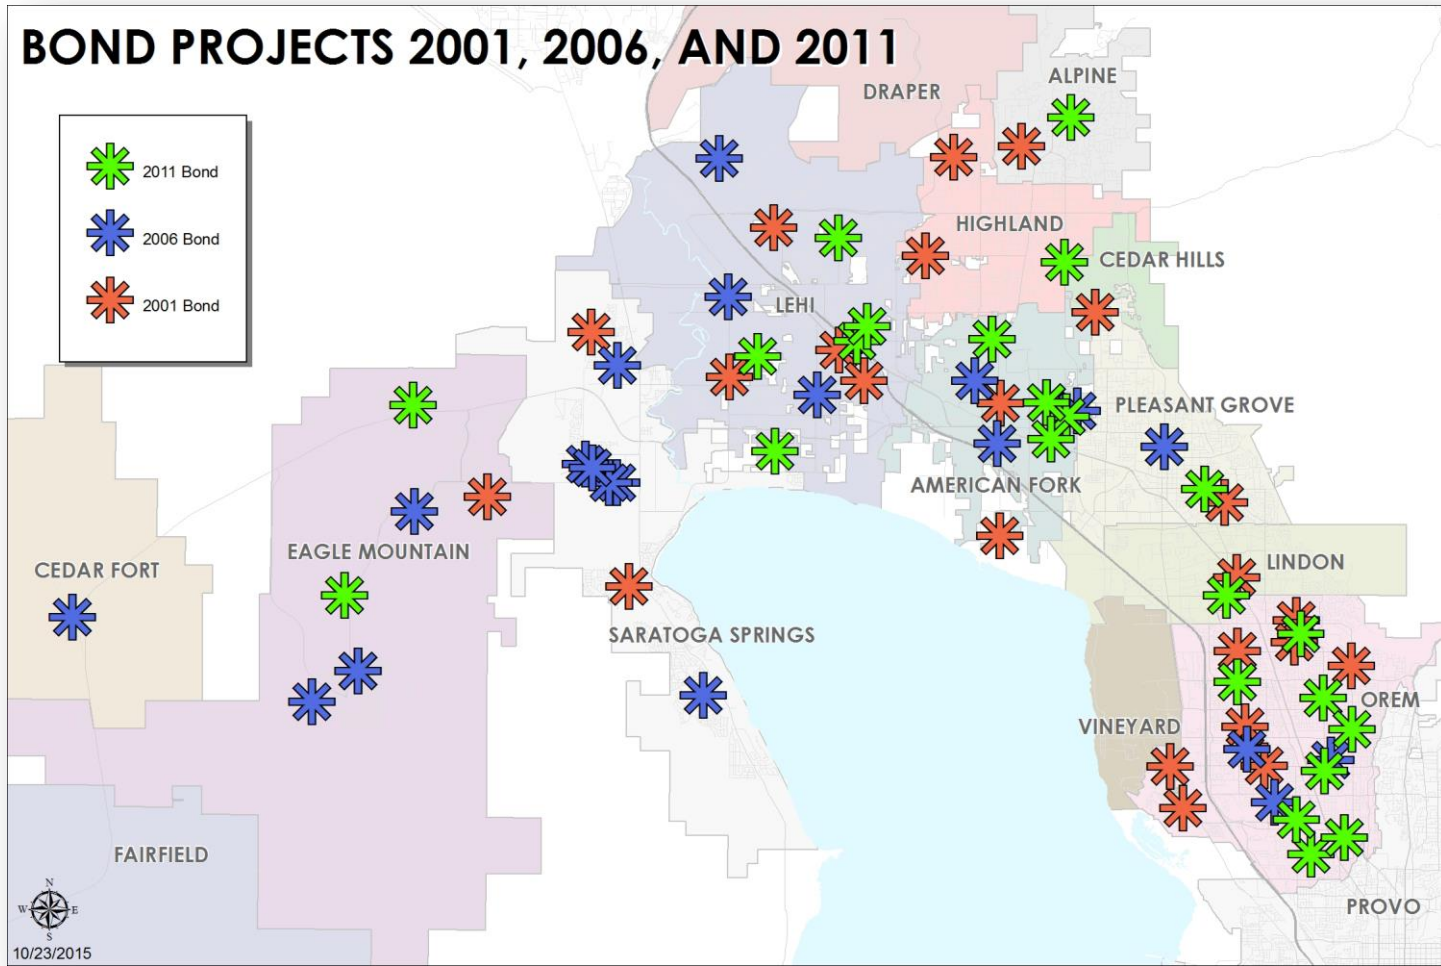 BOND PROJECTS 2001, 2006, AND 2011
2011 Bond
2006 Bond
2001 Bond
ALPINE
DRAPER
HIGHLAND
CEDAR HILLS
LEHI
PLEASANT GROVE
AMERICAN FORK
EAGLE MOUNTAIN
CEDAR FORT
LINDON
SARATOGA SPRINGS
OREM
VINEYARD
FAIRFIELD
PROVO
N
W E
S
10/23/2015